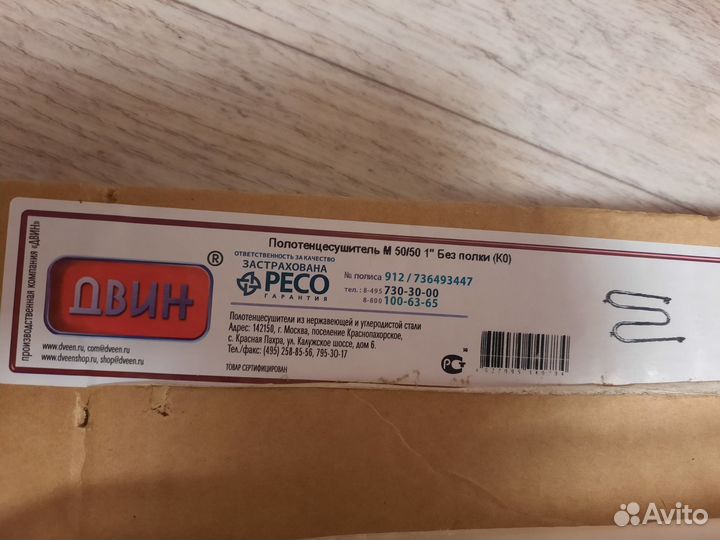 производственная компания «ДВИН»
Полотенцесушитель М 50/50 1" Без полки (К0)
ДВИН ®
www.dveen.ru, com@dveen.ru
www.dveenshop.ru, shop@dveen.ru
ОТВЕТСТВЕННОСТЬ ЗА КАЧЕСТВО
ЗАСТРАХОВАНА
РЕСО
ГАРАНТИЯ
№ полиса 912/736493447
тел.: 8-495 730-30-00
8-800 100-63-65
Полотенцесушители из нержавеющей и углеродистой стали
Адрес: 142150, г. Москва, поселение Краснопахорское,
с. Красная Пахра, ул. Калужское шоссе, дом 6.
Тел./факс: (495) 258-85-56, 795-30-17
ТОВАР СЕРТИФИЦИРОВАН
РСТ
Avito